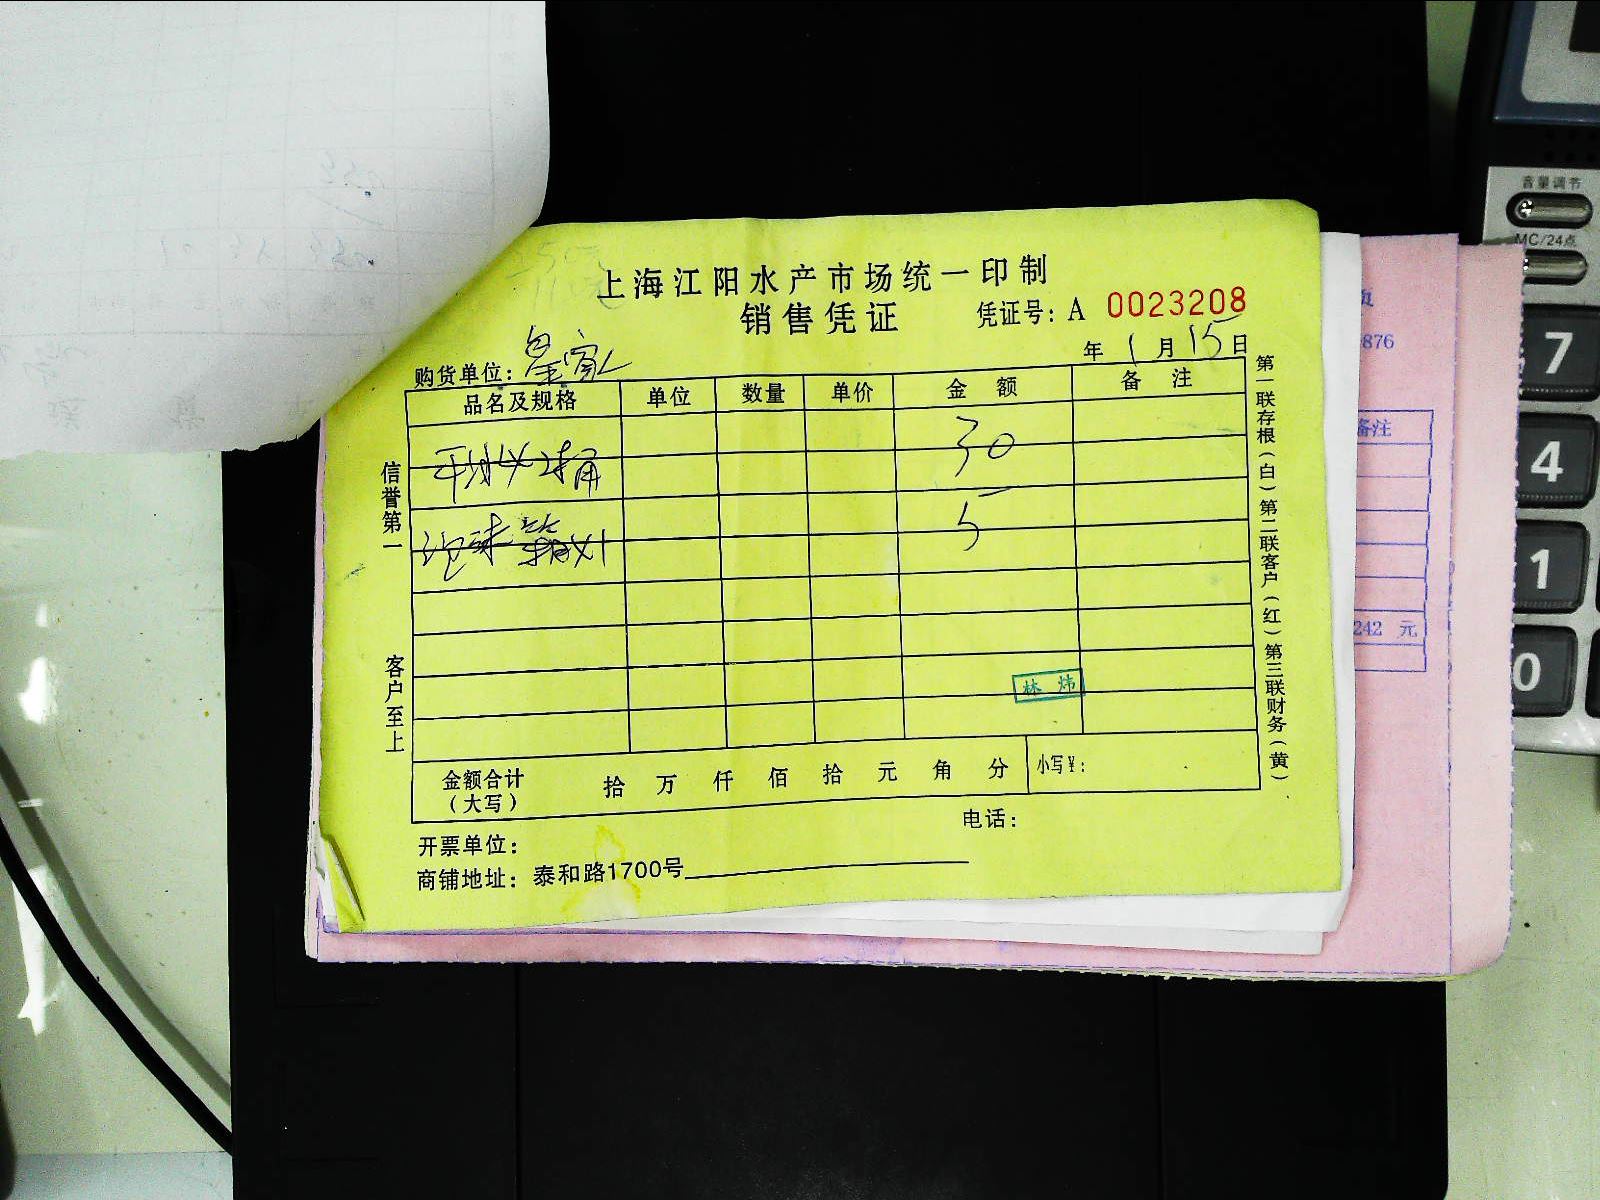 上海江阳水产市场统一印制
销售凭证 凭证号：A 0023208
购货单位：皇家 年 1 月 15 日
品名及规格 单位 数量 单价 金额 备注
30
5
林炜
金额合计（大写） 拾 万 仟 佰 拾 元 角 分 小写¥：
开票单位： 电话：
商铺地址：泰和路1700号
信誉第一 客户至上
第一联存根（白）第二联客户（红）第三联财务（黄）
876
备注
242 元
音量调节
MC/24点
7
4
1
0